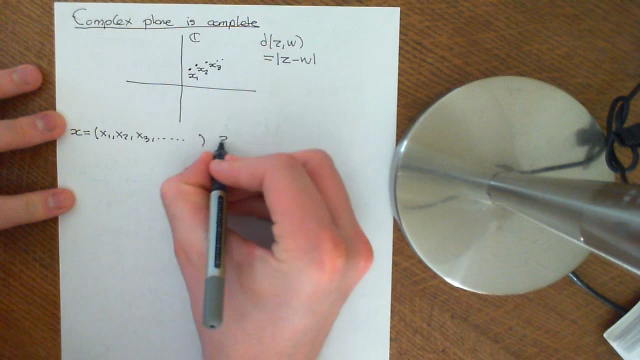 Complex plane is complete
ℂ
d(z,w)
= |z-w|
x₁ x₂ x₃
x = (x₁, x₂, x₃, ...... )